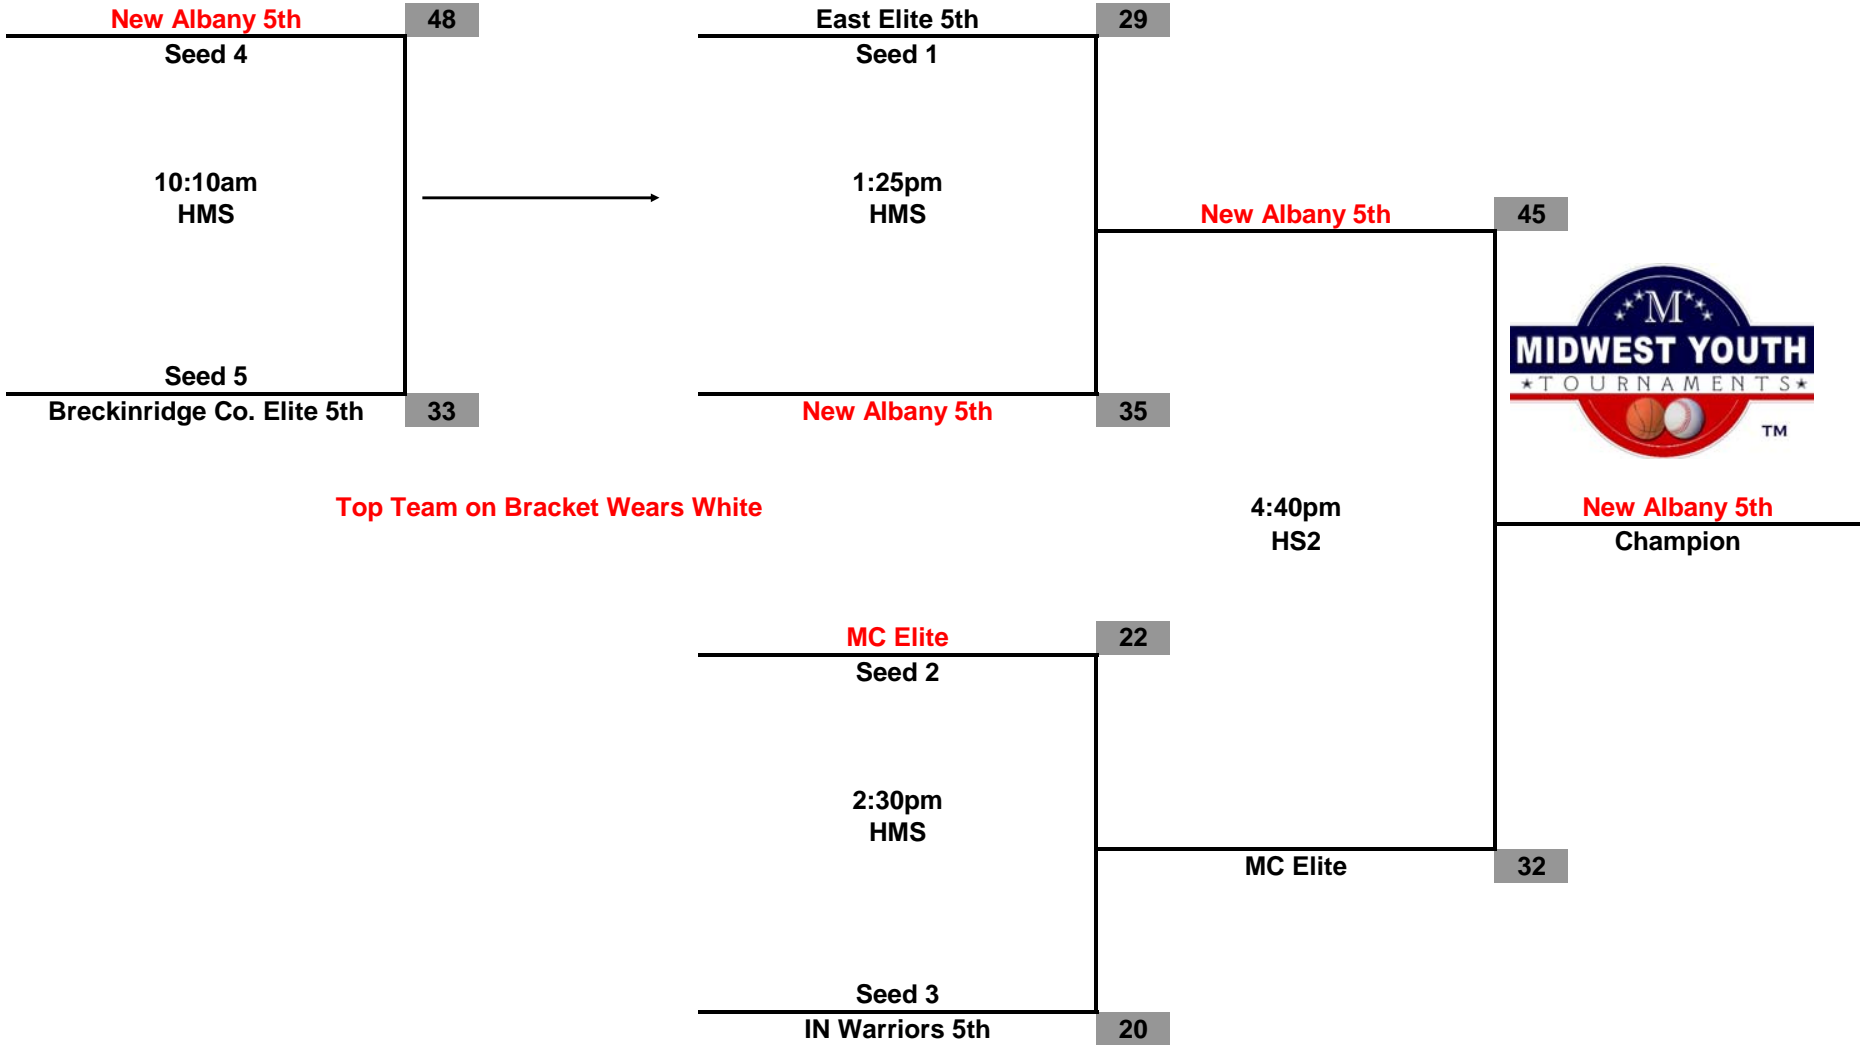 New Albany 5th 48
Seed 4
10:10am
HMS
Seed 5
Breckinridge Co. Elite 5th 33
East Elite 5th 29
Seed 1
1:25pm
HMS
New Albany 5th 35
New Albany 5th 45
M
MIDWEST YOUTH
TOURNAMENTS
TM
Top Team on Bracket Wears White
4:40pm
HS2
New Albany 5th
Champion
MC Elite 22
Seed 2
2:30pm
HMS
MC Elite 32
Seed 3
IN Warriors 5th 20